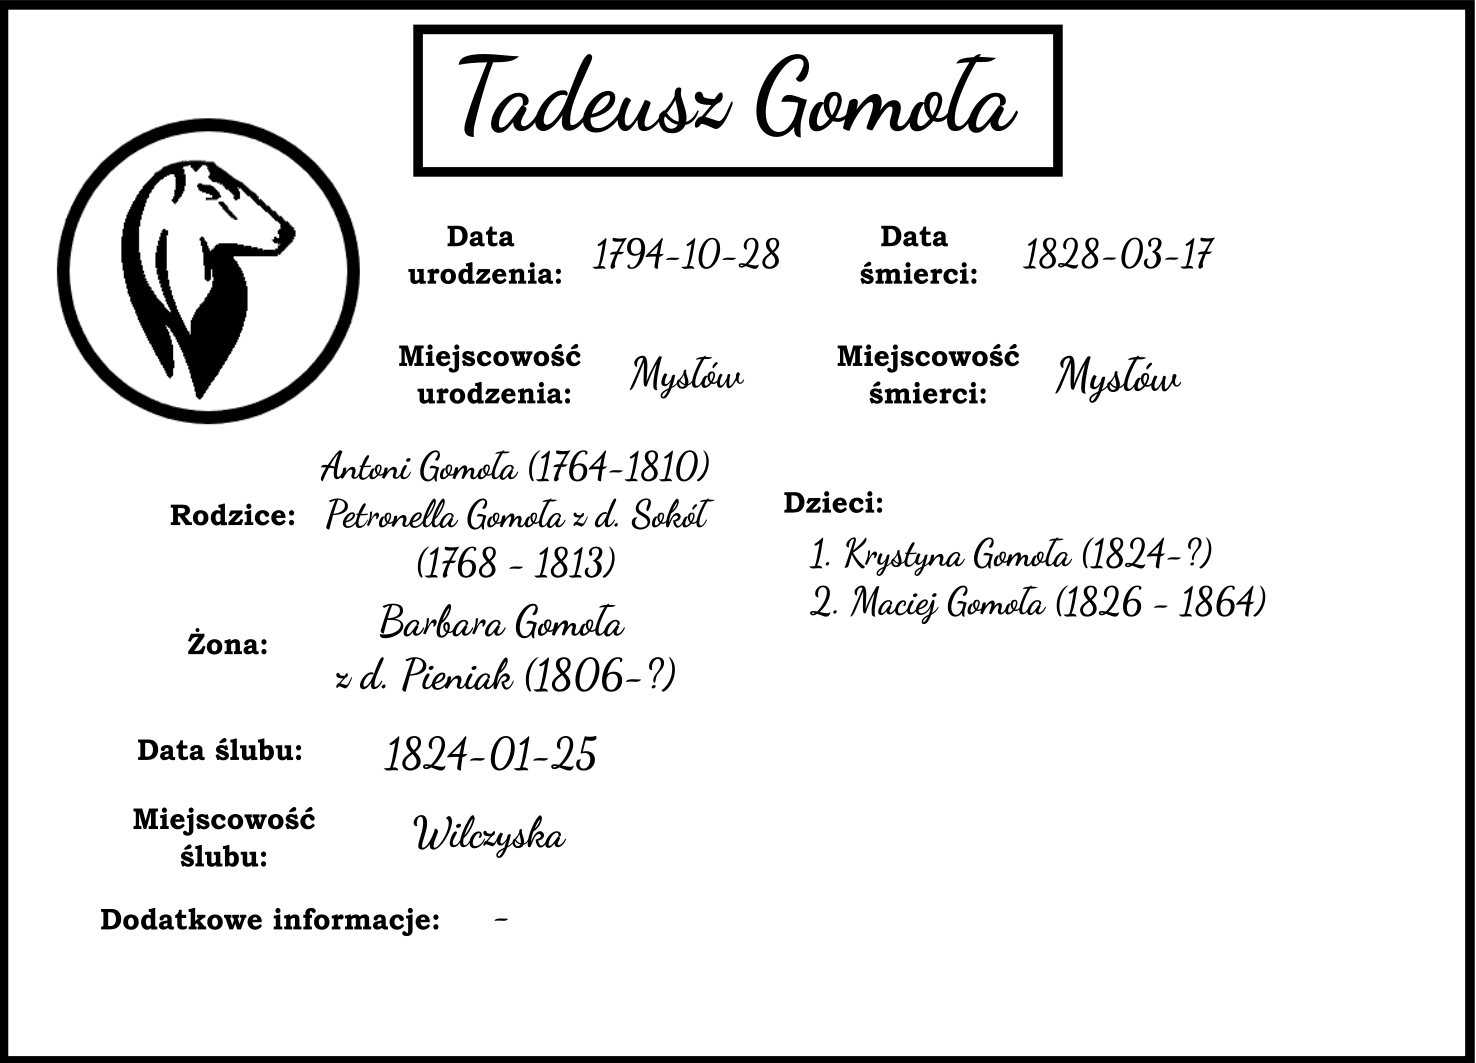 Tadeusz Gomoła
Data urodzenia: 1794-10-28
Data śmierci: 1828-03-17
Miejscowość urodzenia: Mysłów
Miejscowość śmierci: Mysłów
Rodzice:
Antoni Gomoła (1764-1810)
Petronella Gomoła z d. Sokół
(1768 - 1813)
Żona:
Barbara Gomoła
z d. Pieniak (1806-?)
Data ślubu: 1824-01-25
Miejscowość ślubu: Wilczyska
Dodatkowe informacje: -
Dzieci:
1. Krystyna Gomoła (1824-?)
2. Maciej Gomoła (1826 - 1864)